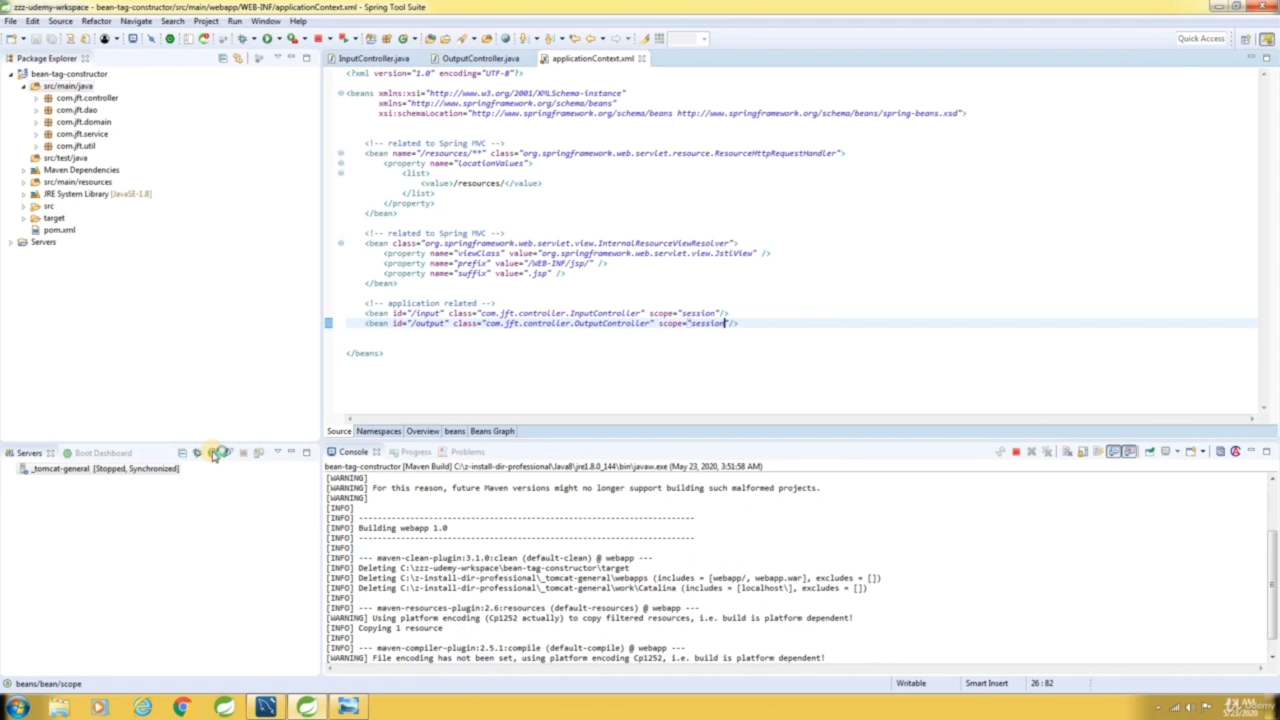 zzz-udemy-wrkspace - bean-tag-constructor/src/main/webapp/WEB-INF/applicationContext.xml - Spring Tool Suite
File Edit Source Refactor Navigate Search Project Run Window Help
Quick Access
Package Explorer
bean-tag-constructor
src/main/java
com.jft.controller
com.jft.dao
com.jft.domain
com.jft.service
com.jft.util
src/test/java
Maven Dependencies
src/main/resources
JRE System Library [JavaSE-1.8]
src
target
pom.xml
Servers
InputController.java OutputController.java applicationContext.xml
<?xml version="1.0" encoding="UTF-8"?>
<beans xmlns:xsi="http://www.w3.org/2001/XMLSchema-instance"
xmlns="http://www.springframework.org/schema/beans"
xsi:schemaLocation="http://www.springframework.org/schema/beans http://www.springframework.org/schema/beans/spring-beans.xsd">
<!-- related to Spring MVC -->
<bean name="/resources/**" class="org.springframework.web.servlet.resource.ResourceHttpRequestHandler">
<property name="locationValues">
<list>
<value>/resources/</value>
</list>
</property>
</bean>
<!-- related to Spring MVC -->
<bean class="org.springframework.web.servlet.view.InternalResourceViewResolver">
<property name="viewClass" value="org.springframework.web.servlet.view.JstlView" />
<property name="prefix" value="/WEB-INF/jsp/" />
<property name="suffix" value=".jsp" />
</bean>
<!-- application related -->
<bean id="/input" class="com.jft.controller.InputController" scope="session"/>
<bean id="/output" class="com.jft.controller.OutputController" scope="session"/>
</beans>
Source Namespaces Overview beans Beans Graph
Servers Boot Dashboard
_tomcat-general [Stopped, Synchronized]
Console Progress Problems
bean-tag-constructor [Maven Build] C:\z-install-dir-professional\Java8\jre1.8.0_144\bin\javaw.exe (May 23, 2020, 3:51:58 AM)
[WARNING]
[WARNING] For this reason, future Maven versions might no longer support building such malformed projects.
[WARNING]
[INFO]
[INFO] ------------------------------------------------------------------------
[INFO] Building webapp 1.0
[INFO] ------------------------------------------------------------------------
[INFO]
[INFO] --- maven-clean-plugin:3.1.0:clean (default-clean) @ webapp ---
[INFO] Deleting C:\zzz-udemy-wrkspace\bean-tag-constructor\target
[INFO] Deleting C:\z-install-dir-professional\_tomcat-general\webapps (includes = [webapp/, webapp.war], excludes = [])
[INFO] Deleting C:\z-install-dir-professional\_tomcat-general\work\Catalina (includes = [localhost\], excludes = [])
[INFO]
[INFO] --- maven-resources-plugin:2.6:resources (default-resources) @ webapp ---
[WARNING] Using platform encoding (Cp1252 actually) to copy filtered resources, i.e. build is platform dependent!
[INFO] Copying 1 resource
[INFO]
[INFO] --- maven-compiler-plugin:2.5.1:compile (default-compile) @ webapp ---
[WARNING] File encoding has not been set, using platform encoding Cp1252, i.e. build is platform dependent!
beans/bean/scope Writable Smart Insert 26 : 82
Udemy
5/23/2020